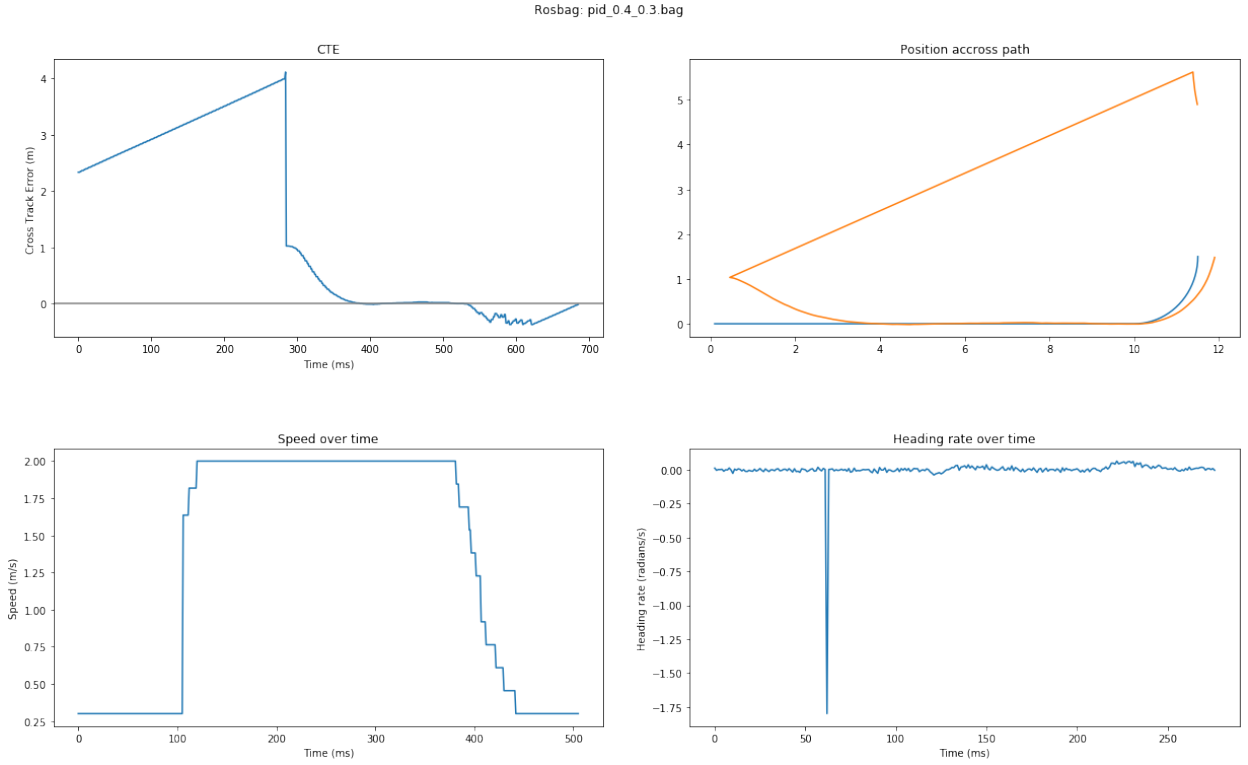 Rosbag: pid_0.4_0.3.bag
CTE
Cross Track Error (m)
4
3
2
1
0
0 100 200 300 400 500 600 700
Time (ms)
Position accross path
5
4
3
2
1
0
0 2 4 6 8 10 12
Speed over time
Speed (m/s)
2.00
1.75
1.50
1.25
1.00
0.75
0.50
0.25
0 100 200 300 400 500
Time (ms)
Heading rate over time
Heading rate (radians/s)
0.00
−0.25
−0.50
−0.75
−1.00
−1.25
−1.50
−1.75
0 50 100 150 200 250
Time (ms)